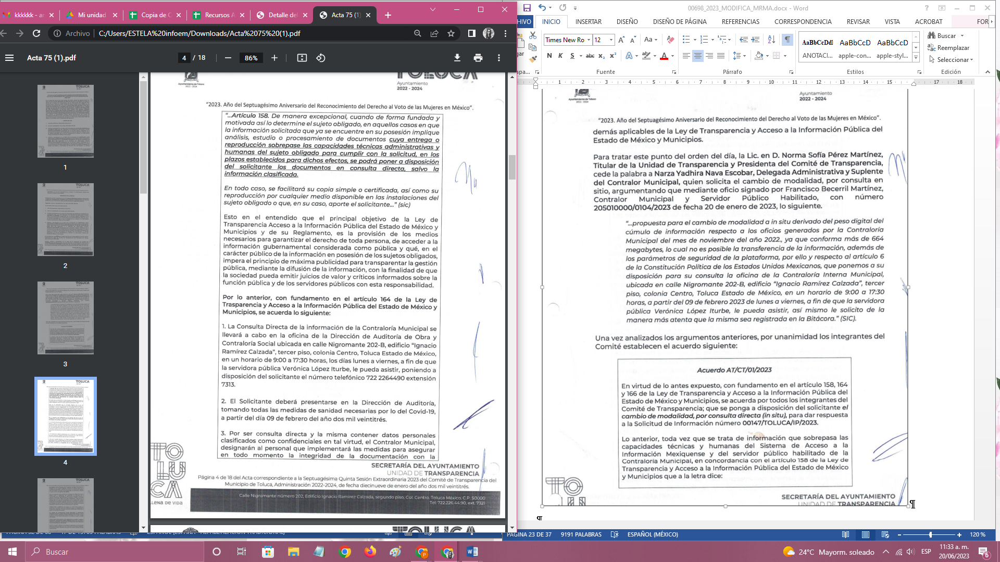 kkkkkk - a
Mi unidad
Copia de C
Recursos A
Detalle del
Acta 75 (1)
Archivo
C:/Users/ESTELA%20infoem/Downloads/Acta%2075%20(1).pdf
Acta 75 (1).pdf
4 / 18
86%
1
2
3
4
TOLUCA
Ayuntamiento de Toluca
2022 - 2024
Ayuntamiento
2022 - 2024
“2023. Año del Septuagésimo Aniversario del Reconocimiento del Derecho al Voto de las Mujeres en México”.
“...Artículo 158. De manera excepcional, cuando de forma fundada y
motivada así lo determine el sujeto obligado, en aquellos casos en que
la información solicitada que ya se encuentre en su posesión implique
análisis, estudio o procesamiento de documentos cuya entrega o
reproducción sobrepase las capacidades técnicas administrativas y
humanas del sujeto obligado para cumplir con la solicitud, en los
plazos establecidos para dichos efectos, se podrá poner a disposición
del solicitante los documentos en consulta directa, salvo la
información clasificada.
En todo caso, se facilitará su copia simple o certificada, así como su
reproducción por cualquier medio disponible en las instalaciones del
sujeto obligado o que, en su caso, aporte el solicitante...” (sic)
Esto en el entendido que el principal objetivo de la Ley de
Transparencia Acceso a la Información Pública del Estado de México y
Municipios y de su Reglamento, es la provisión de los medios
necesarios para garantizar el derecho de toda persona, de acceder a la
información gubernamental considerada como pública y qué, en el
carácter público de la información en posesión de los sujetos obligados,
impera el principio de máxima publicidad para transparentar la gestión
pública, mediante la difusión de la información, con la finalidad de que
la sociedad pueda emitir juicios de valor y críticos informados sobre la
función pública y de los servidores públicos con esta responsabilidad.
Por lo anterior, con fundamento en el artículo 164 de la Ley de
Trasparencia y Acceso a la Información Pública del Estado de México y
Municipios, se acuerda lo siguiente:
1. La Consulta Directa de la información de la Contraloría Municipal se
llevará a cabo en la oficina de la Dirección de Auditoría de Obra y
Contraloría Social ubicada en calle Nigromante 202-B, edificio “Ignacio
Ramírez Calzada”, tercer piso, colonia Centro, Toluca Estado de México,
en un horario de 9:00 a 17:30 horas, los días lunes a viernes, a fin de que
la servidora pública Verónica López Iturbe, le pueda asistir, poniendo a
disposición del solicitante el número telefónico 722 2264490 extensión
7313.
2. El Solicitante deberá presentarse en la Dirección de Auditoría,
tomando todas las medidas de sanidad necesarias por lo del Covid-19,
a partir del día 09 de febrero del año dos mil veintitrés.
3. Por ser consulta directa y la misma contener datos personales
clasificados como confidenciales en tal virtud, el Contralor Municipal,
designarán al personal que implementará las medidas para asegurar
en todo momento la integridad de la documentación con la
SECRETARÍA DEL AYUNTAMIENTO
UNIDAD DE TRANSPARENCIA
Página 4 de 18 del Acta correspondiente a la Septuagésima Quinta Sesión Extraordinaria 2023 del Comité de Transparencia del
Municipio de Toluca, Administración 2022-2024, de fecha diecinueve de enero del año dos mil veintitrés.
TO
LU
CA
LLENA DE VIDA
Calle Nigromante número 202, Edificio Ignacio Ramírez Calzada, segundo piso, Col. Centro, Toluca México, C.P. 50000
Tel: 722.226.44.90, ext. 7321
00698_2023_MODIFICA_MRMA.docx - Word
HIVO
INICIO
INSERTAR
DISEÑO
DISEÑO DE PÁGINA
REFERENCIAS
CORRESPONDENCIA
REVISAR
VISTA
ACROBAT
FOR
Times New Ro
12
N K S abc x₂ x²
Fuente
Párrafo
AaBbCcDdI
ANOTACI...
AaBbCcD
apple-con...
AaBbCcD
apple-styl...
Estilos
Buscar
Reemplazar
Seleccionar
Edición
1 2 3 4 5 6 7 8 9 10 11 12 13 14 15 17 18
Ayuntamiento de Toluca
2022 - 2024
Ayuntamiento
2022 - 2024
“2023. Año del Septuagésimo Aniversario del Reconocimiento del Derecho al Voto de las Mujeres en México”.
demás aplicables de la Ley de Transparencia y Acceso a la Información Pública del
Estado de México y Municipios.
Para tratar este punto del orden del día, la Lic. en D. Norma Sofía Pérez Martínez,
Titular de la Unidad de Transparencia y Presidenta del Comité de Transparencia,
cede la palabra a Narza Yadhira Nava Escobar, Delegada Administrativa y Suplente
del Contralor Municipal, quien solicita el cambio de modalidad, por consulta en
sitio, argumentando que mediante oficio signado por Francisco Becerril Martínez,
Contralor Municipal y Servidor Público Habilitado, con número
205010000/0104/2023 de fecha 20 de enero de 2023, lo siguiente.
“...propuesta para el cambio de modalidad a in situ derivado del peso digital del
cúmulo de información respecto a los oficios generados por la Contraloría
Municipal del mes de noviembre del año 2022., ya que conforma más de 664
megabytes, lo cual no es posible la transferencia de la información, además de
los parámetros de seguridad de la plataforma, por ello y respecto al artículo 6
de la Constitución Política de los Estados Unidos Mexicanos, que ponemos a su
disposición para su consulta la oficina de la Contraloría Interna Municipal,
ubicada en calle Nigromante 202-B, edificio “Ignacio Ramírez Calzada”, tercer
piso, colonia Centro, Toluca Estado de México, en un horario de 9:00 a 17:30
horas, a partir del 09 de febrero 2023 de lunes a viernes, a fin de que la servidora
pública Verónica López Iturbe, le pueda asistir, así mismo le solicito de la
manera más atenta que la misma sea registrada en la Bitácora.” (SIC).
Una vez analizados los argumentos anteriores, por unanimidad los integrantes del
Comité establecen el acuerdo siguiente:
Acuerdo AT/CT/01/2023
En virtud de lo antes expuesto, con fundamento en el artículo 158, 164
y 166 de la Ley de Transparencia y Acceso a la Información Pública del
Estado de México y Municipios, se acuerda por todos los integrantes del
Comité de Transparencia; que se ponga a disposición del solicitante el
cambio de modalidad, por consulta directa (in situ), para dar respuesta
a la Solicitud de Información número 00147/TOLUCA/IP/2023.
Lo anterior, toda vez que se trata de información que sobrepasa las
capacidades técnicas y humanas del Sistema de Acceso a la
Información Mexiquense y del servidor público habilitado de la
Contraloría Municipal, en concordancia con el artículo 158 de la Ley de
Transparencia y Acceso a la Información Pública del Estado de México
y Municipios que a la letra dice:
SECRETARÍA DEL AYUNTAMIENTO
UNIDAD DE TRANSPARENCIA
TO
PÁGINA 23 DE 37
9191 PALABRAS
ESPAÑOL (MÉXICO)
120 %
Buscar
24°C Mayorm. soleado
ESP
11:33 a. m.
20/06/2023
6